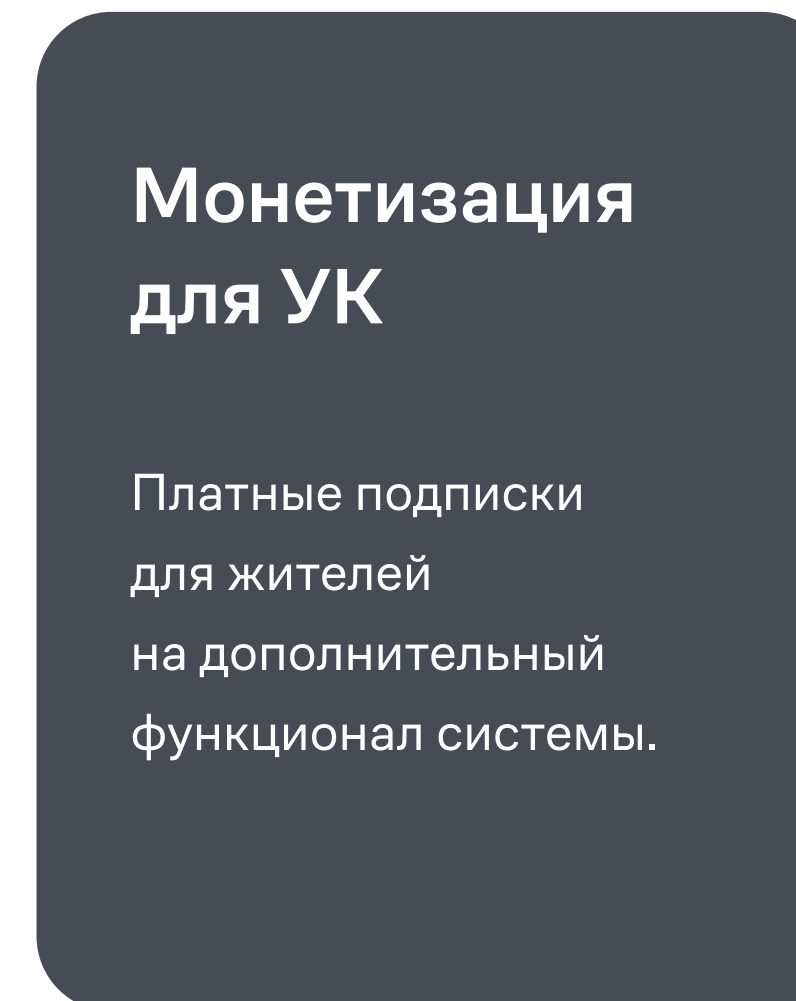 Монетизация
для УК
Платные подписки
для жителей
на дополнительный
функционал системы.